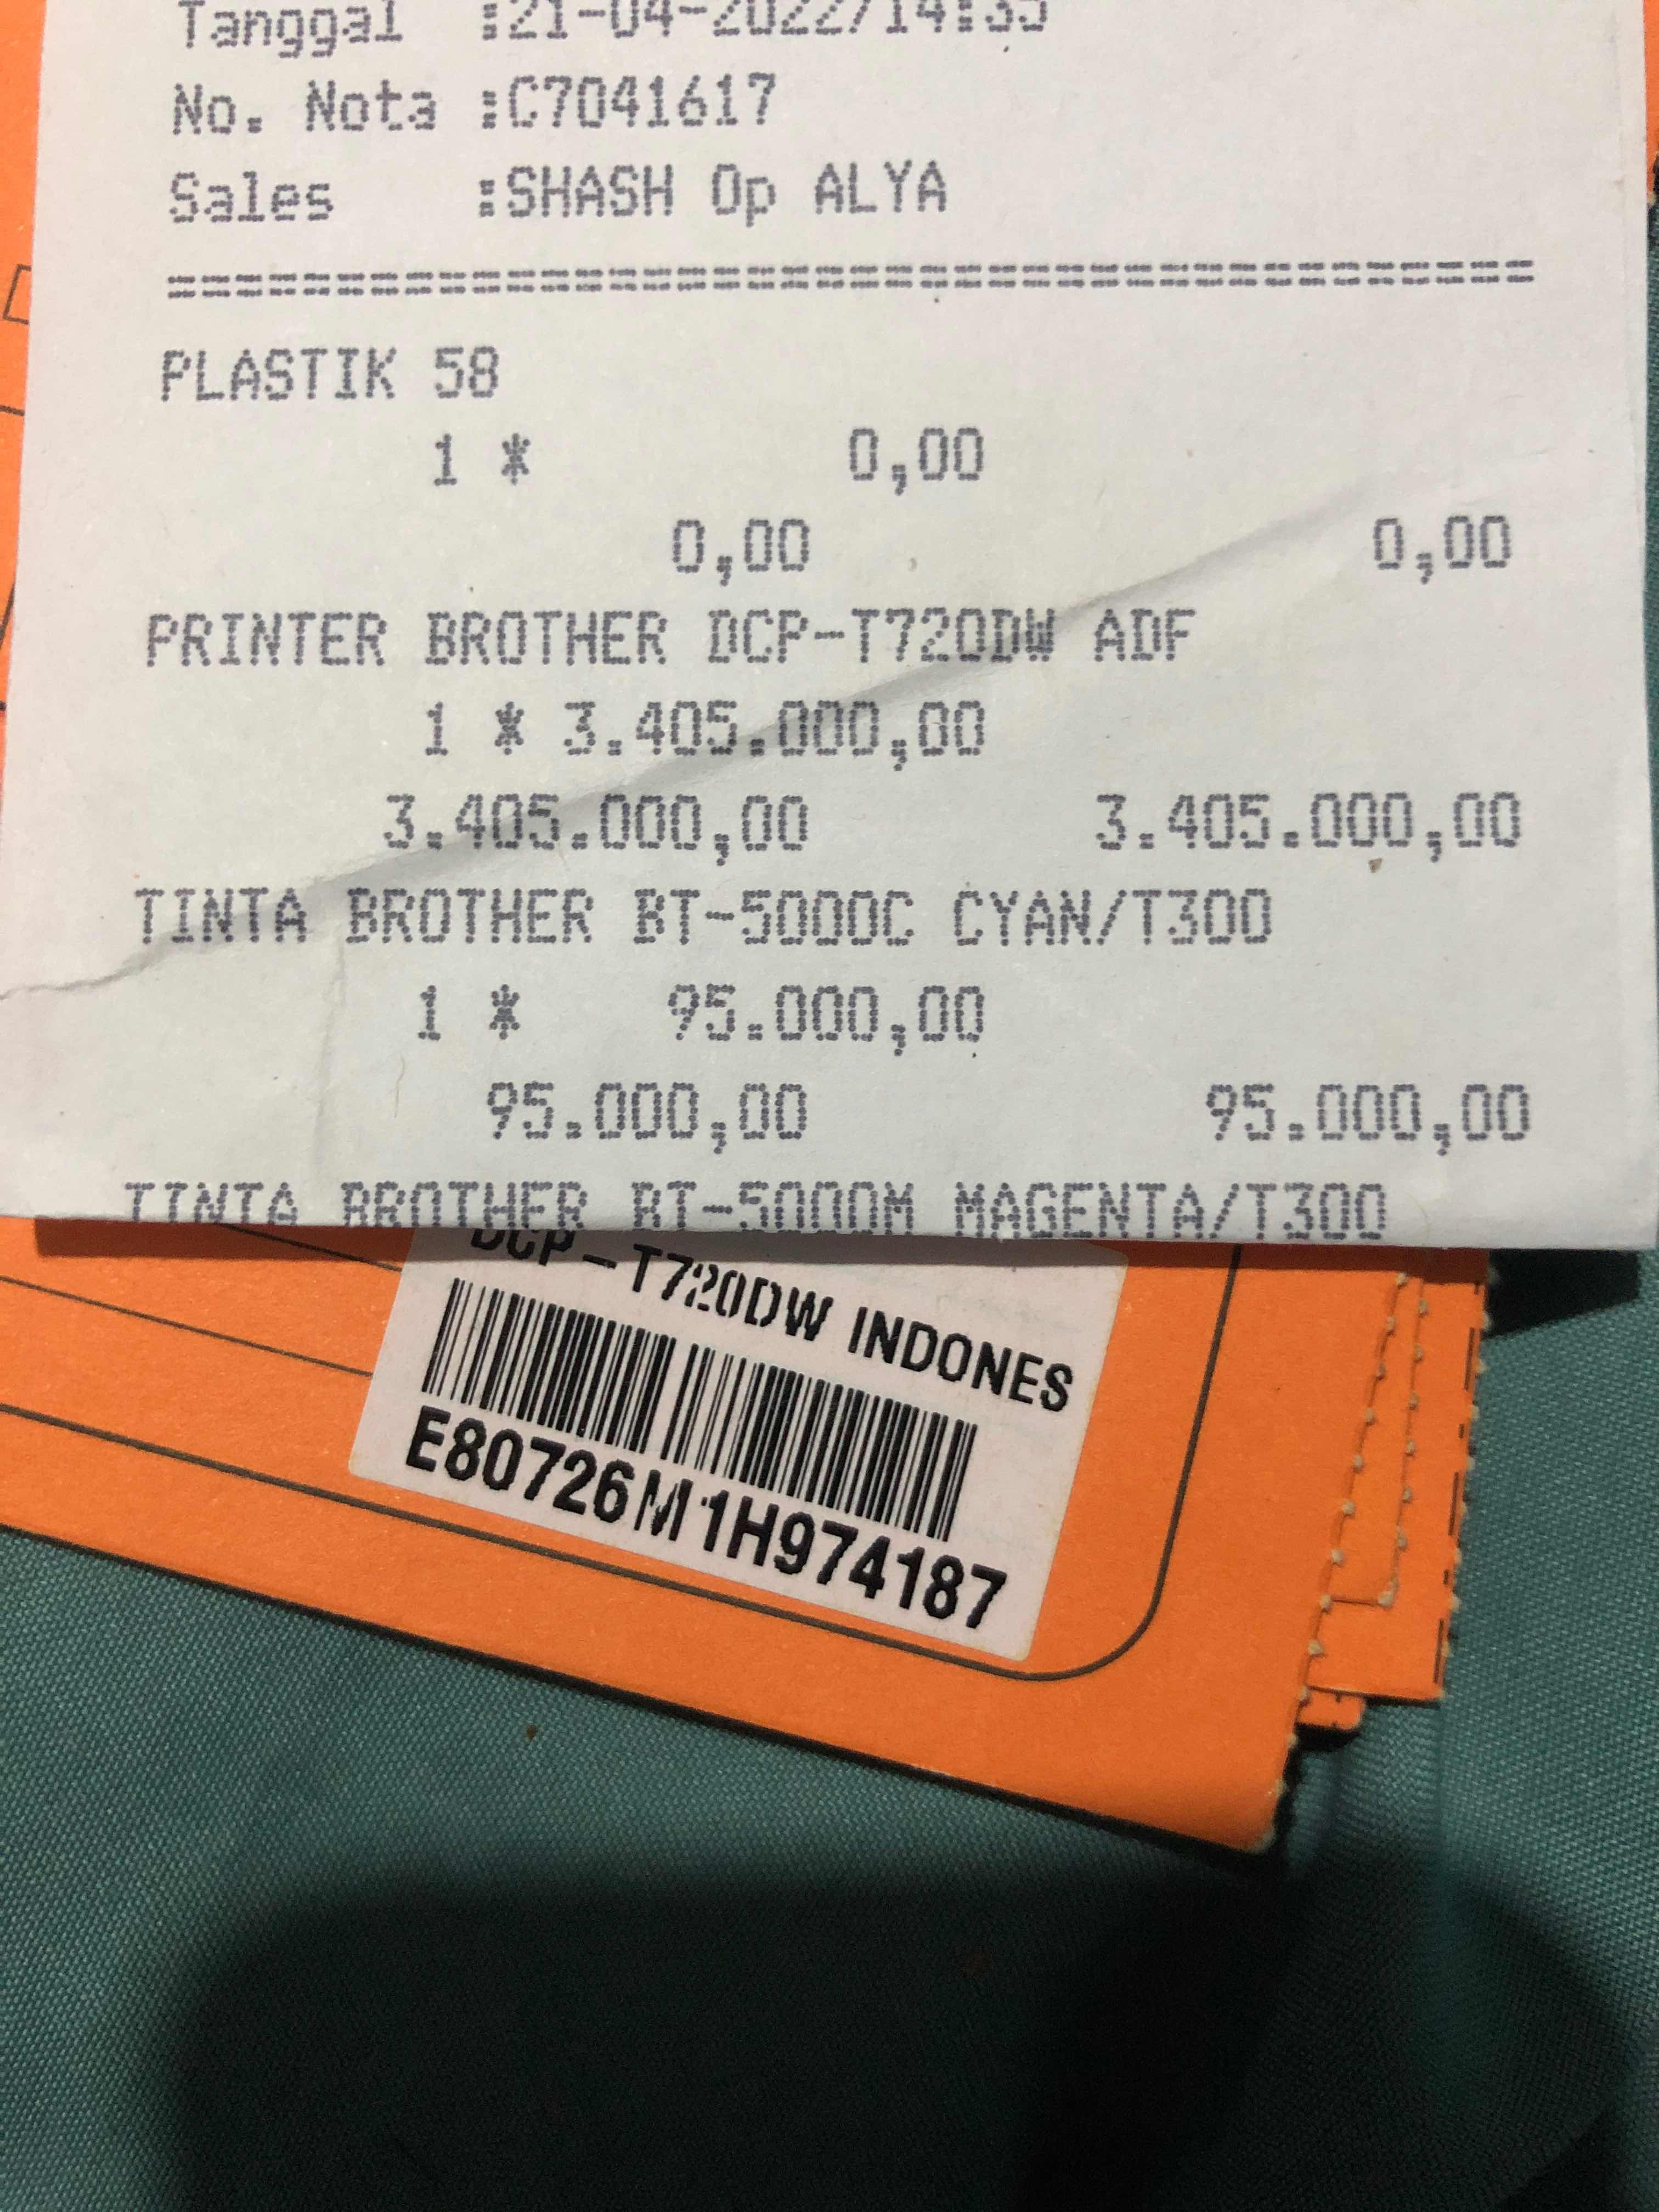 Tanggal :21-04-2022/14:35
No. Nota :C7041617
Sales :SHASH Op ALYA
========================================
PLASTIK 58
1 * 0,00
0,00 0,00
PRINTER BROTHER DCP-T720DW ADF
1 * 3.405.000,00
3.405.000,00 3.405.000,00
TINTA BROTHER BT-5000C CYAN/T300
1 * 95.000,00
95.000,00 95.000,00
TINTA BROTHER BT-5000M MAGENTA/T300
DCP-T720DW INDONES
E80726M1H974187